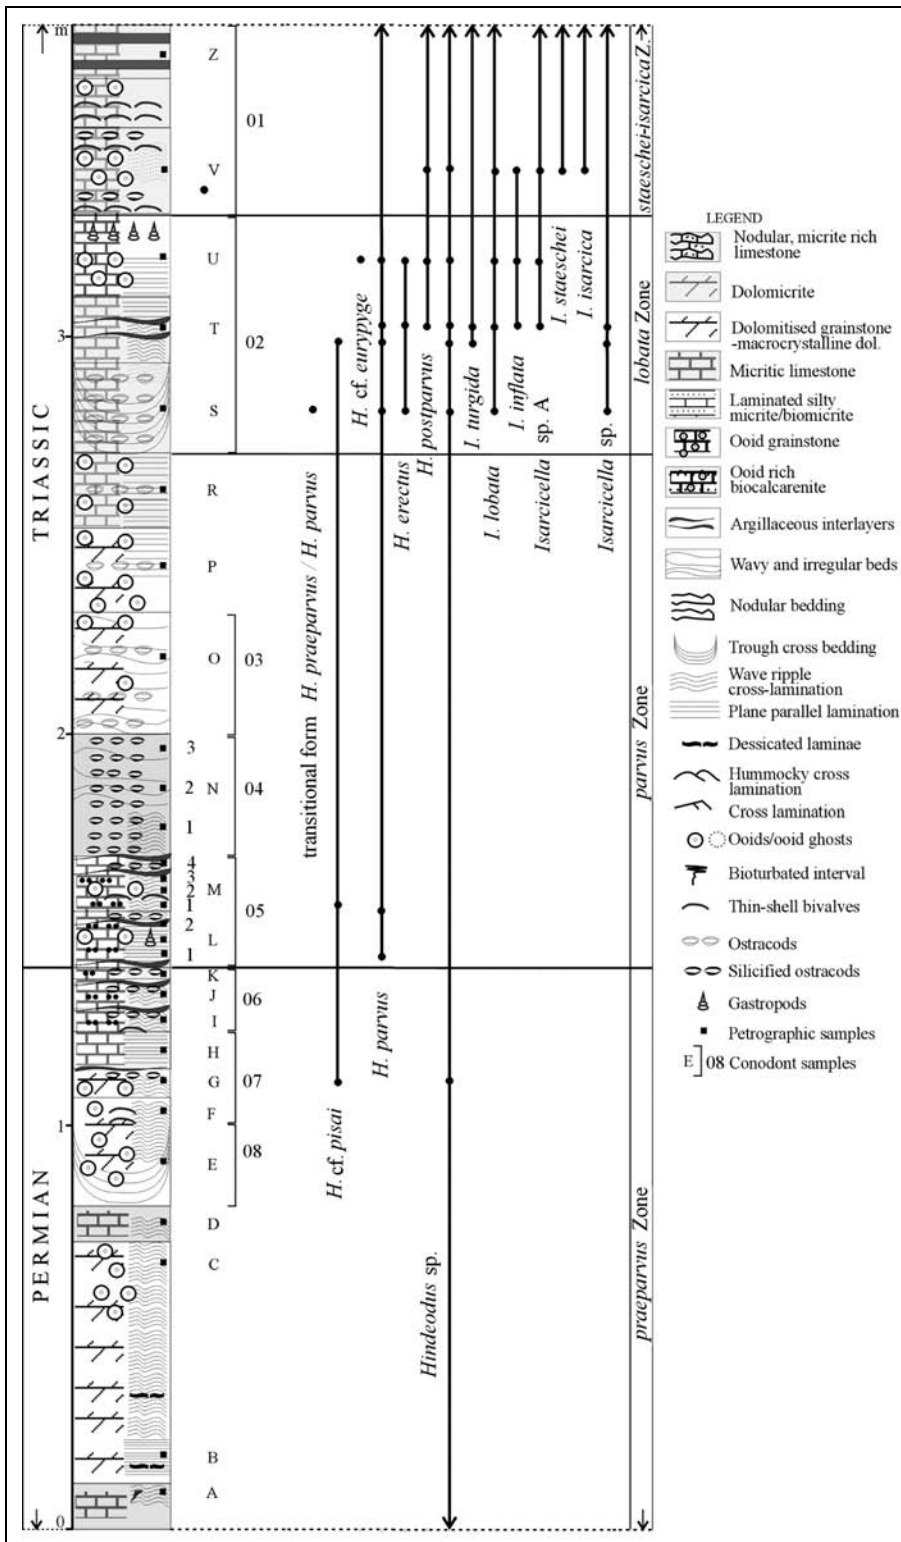 m
TRIASSIC
PERMIAN
3
2
1
0
Z
V
U
T
S
R
P
O
3
2 N
1
4
3
2 M
1
2
L
1
K
J
I
H
G
F
E
D
C
B
A
01
02
03
04
05
06
07
08
transitional form H. praeparvus / H. parvus
H. cf. pisai
H. cf. eurypyge
H. parvus
H. erectus
H. postparvus
Hindeodus sp.
I. turgida
I. lobata
I. inflata
Isarcicella sp. A
I. staeschei
I. isarcica
Isarcicella sp.
staeschei-isarcica Z.
lobata Zone
parvus Zone
praeparvus Zone
LEGEND
Nodular, micrite rich
limestone
Dolomicrite
Dolomitised grainstone
-macrocrystalline dol.
Micritic limestone
Laminated silty
micrite/biomicrite
Ooid grainstone
Ooid rich
biocalcarenite
Argillaceous interlayers
Wavy and irregular beds
Nodular bedding
Trough cross bedding
Wave ripple
cross-lamination
Plane parallel lamination
Dessicated laminae
Hummocky cross
lamination
Cross lamination
Ooids/ooid ghosts
Bioturbated interval
Thin-shell bivalves
Ostracods
Silicified ostracods
Gastropods
Petrographic samples
E 08 Conodont samples